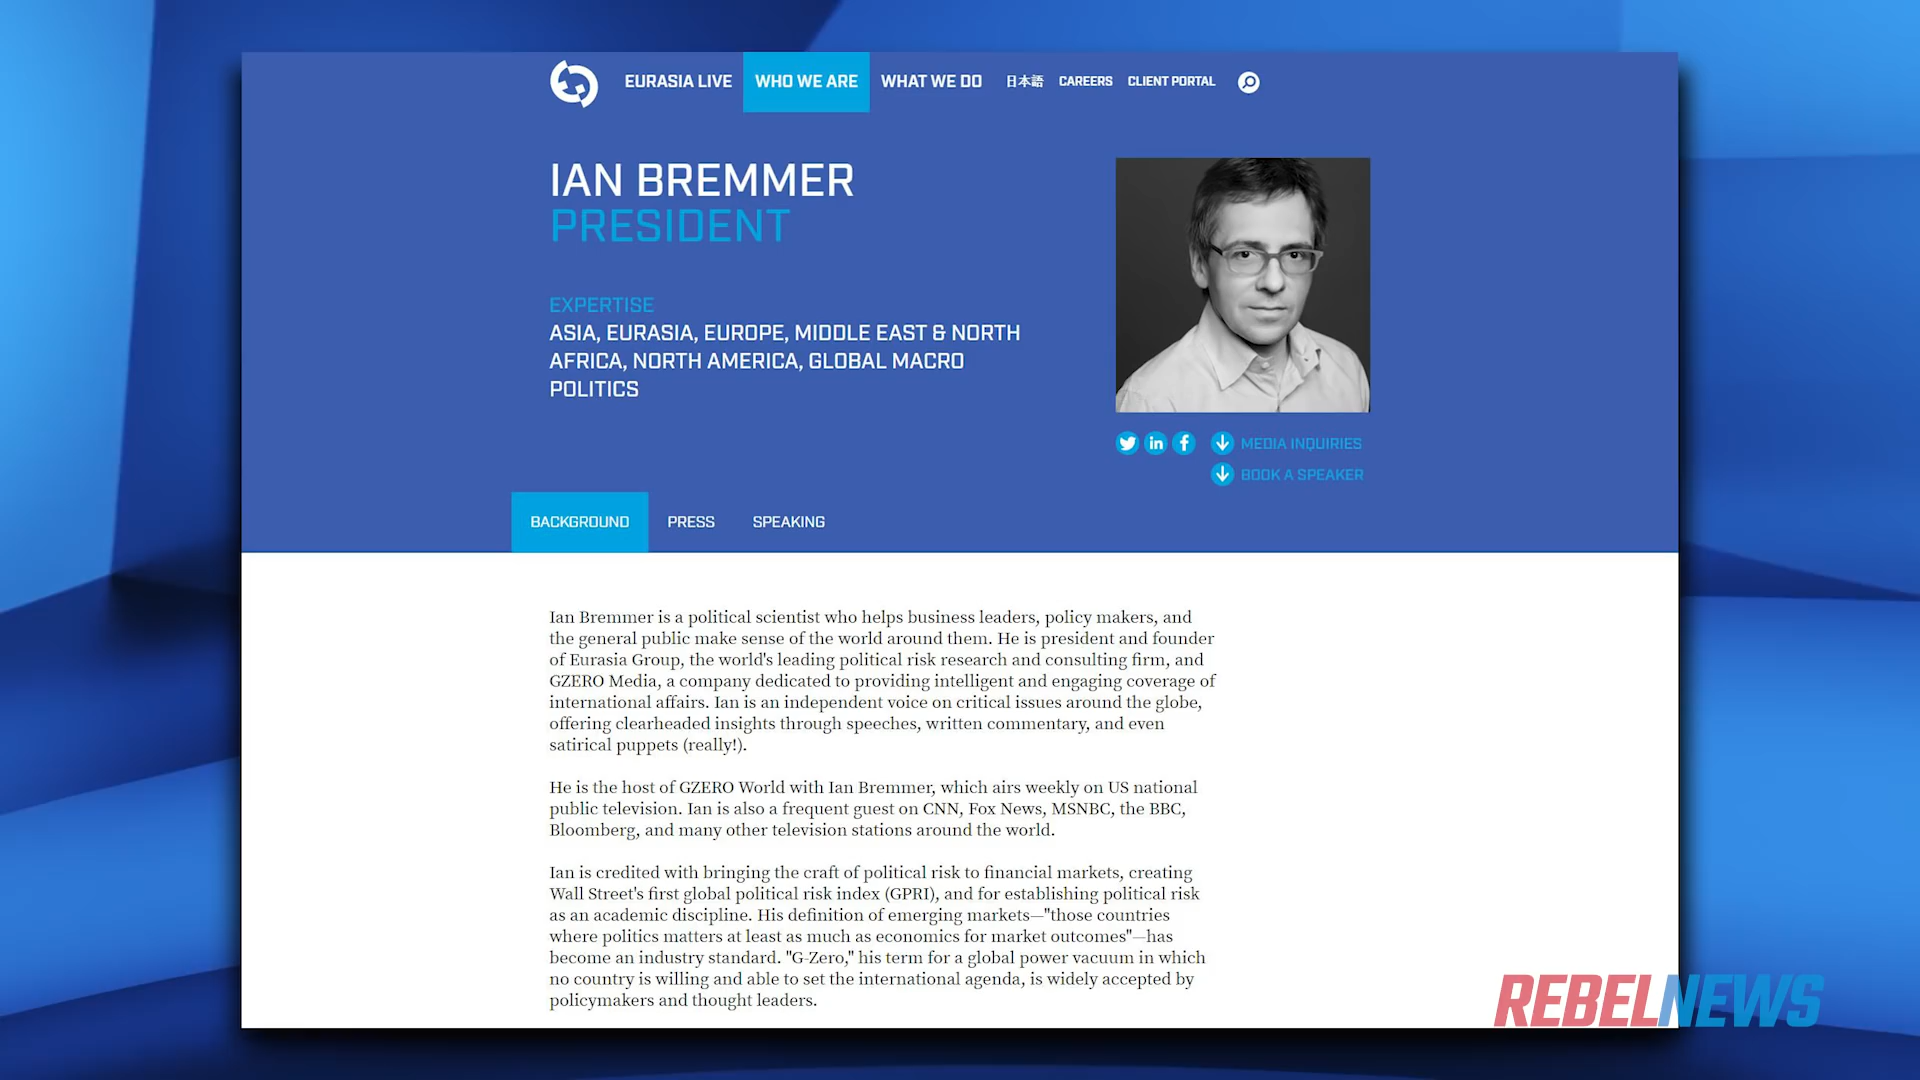 EURASIA LIVE WHO WE ARE WHAT WE DO 日本語 CAREERS CLIENT PORTAL
IAN BREMMER
PRESIDENT
EXPERTISE
ASIA, EURASIA, EUROPE, MIDDLE EAST & NORTH
AFRICA, NORTH AMERICA, GLOBAL MACRO
POLITICS
MEDIA INQUIRIES
BOOK A SPEAKER
BACKGROUND PRESS SPEAKING
Ian Bremmer is a political scientist who helps business leaders, policy makers, and
the general public make sense of the world around them. He is president and founder
of Eurasia Group, the world's leading political risk research and consulting firm, and
GZERO Media, a company dedicated to providing intelligent and engaging coverage of
international affairs. Ian is an independent voice on critical issues around the globe,
offering clearheaded insights through speeches, written commentary, and even
satirical puppets (really!).
He is the host of GZERO World with Ian Bremmer, which airs weekly on US national
public television. Ian is also a frequent guest on CNN, Fox News, MSNBC, the BBC,
Bloomberg, and many other television stations around the world.
Ian is credited with bringing the craft of political risk to financial markets, creating
Wall Street's first global political risk index (GPRI), and for establishing political risk
as an academic discipline. His definition of emerging markets—"those countries
where politics matters at least as much as economics for market outcomes"—has
become an industry standard. "G-Zero," his term for a global power vacuum in which
no country is willing and able to set the international agenda, is widely accepted by
policymakers and thought leaders.
REBELNEWS